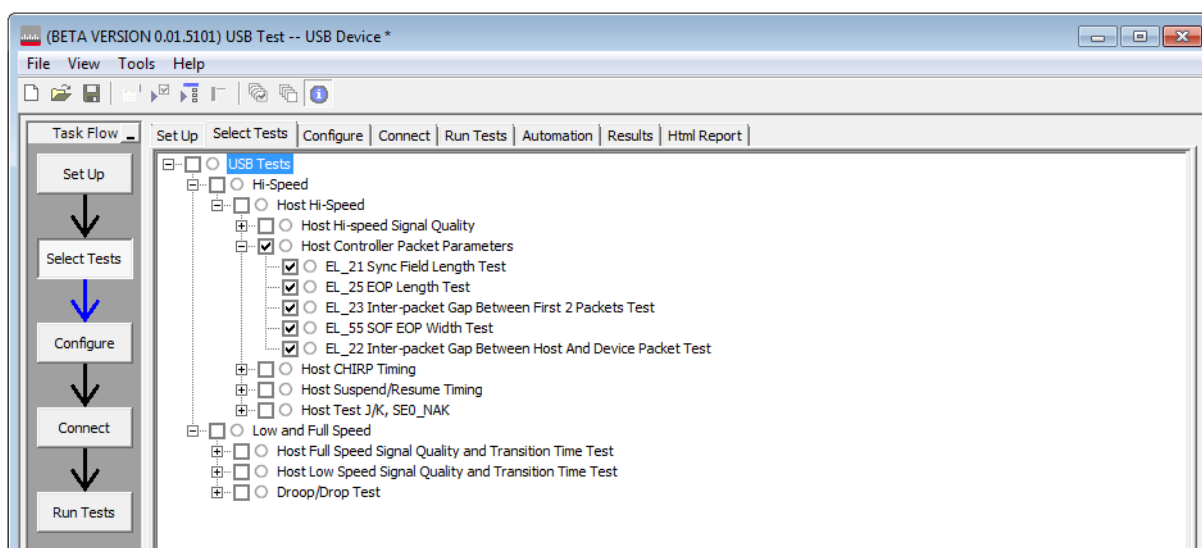 (BETA VERSION 0.01.5101) USB Test -- USB Device *
File View Tools Help
Task Flow
Set Up
Select Tests
Configure
Connect
Run Tests
Set Up Select Tests Configure Connect Run Tests Automation Results Html Report
USB Tests
Hi-Speed
Host Hi-Speed
Host Hi-speed Signal Quality
Host Controller Packet Parameters
EL_21 Sync Field Length Test
EL_25 EOP Length Test
EL_23 Inter-packet Gap Between First 2 Packets Test
EL_55 SOF EOP Width Test
EL_22 Inter-packet Gap Between Host And Device Packet Test
Host CHIRP Timing
Host Suspend/Resume Timing
Host Test J/K, SE0_NAK
Low and Full Speed
Host Full Speed Signal Quality and Transition Time Test
Host Low Speed Signal Quality and Transition Time Test
Droop/Drop Test